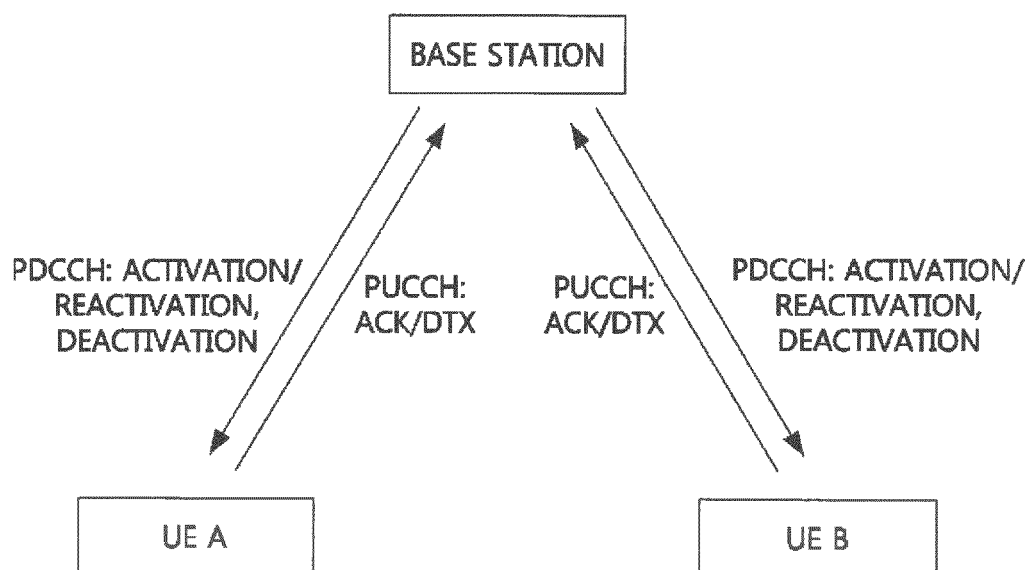 BASE STATION
PDCCH: ACTIVATION/
REACTIVATION,
DEACTIVATION
PUCCH:
ACK/DTX
PUCCH:
ACK/DTX
PDCCH: ACTIVATION/
REACTIVATION,
DEACTIVATION
UE A
UE B